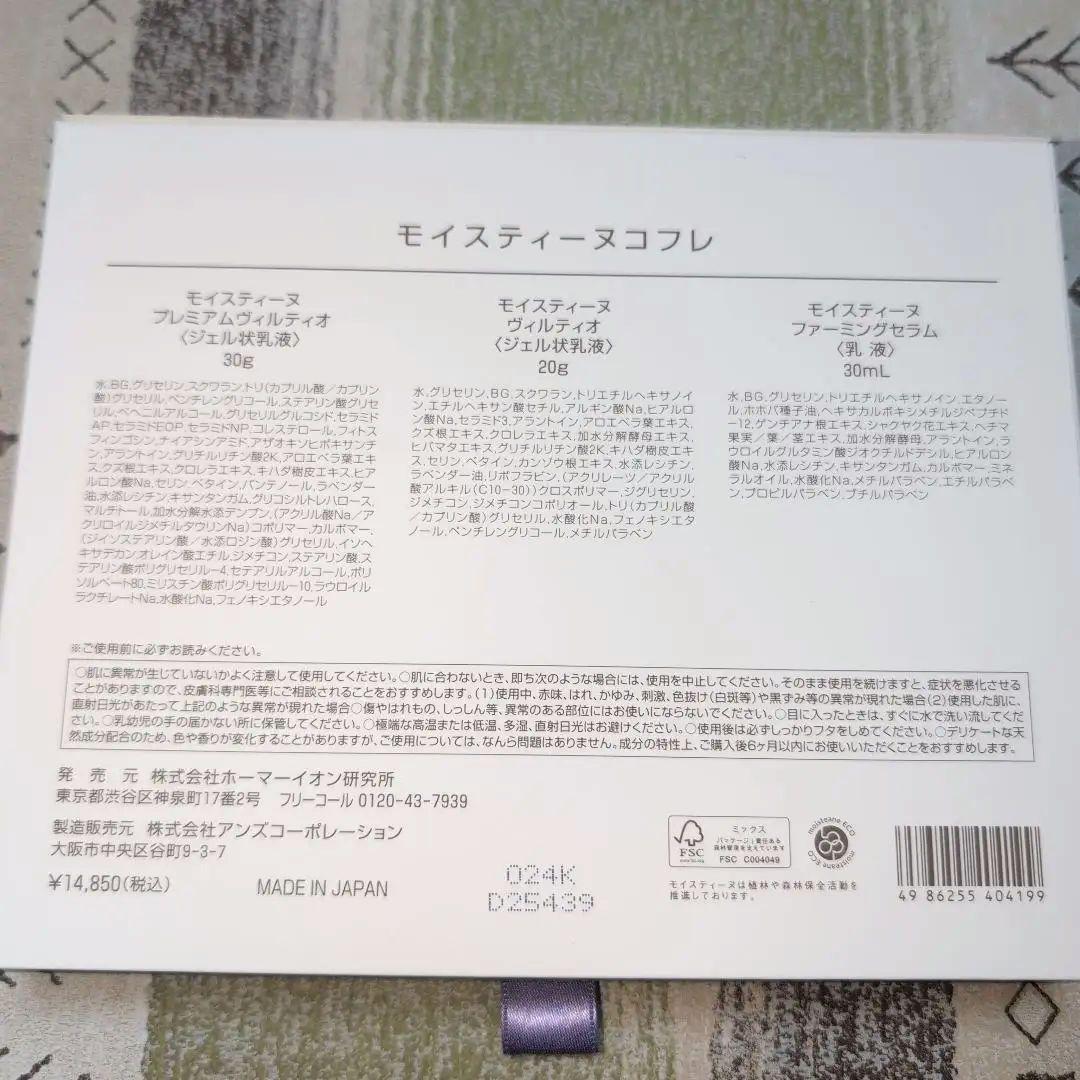 モイスティーヌコフレ
モイスティーヌ
プレミアムヴィルティオ
〈ジェル状乳液〉
30g
水,BG,グリセリン,スクワラン,トリ(カプリル酸／カプリン
酸)グリセリル,ペンチレングリコール,ステアリン酸グリセ
リル,ベヘニルアルコール,グリセリルグルコシド,セラミド
AP,セラミドEOP,セラミドNP,コレステロール,フィトス
フィンゴシン,ナイアシンアミド,アザオキソヒポキサンチ
ン,アラントイン,グリチルリチン酸2K,アロエベラ葉エキ
ス,クズ根エキス,クロレラエキス,キハダ樹皮エキス,ヒア
ルロン酸Na,セリン,ベタイン,パンテノール,ラベンダー
油,水添レシチン,キサンタンガム,グリコシルトレハロース,
マルチトール,加水分解水添デンプン,(アクリル酸Na／ア
クリロイルジメチルタウリンNa)コポリマー,カルボマー,
(ジイソステアリン酸／水添ロジン酸)グリセリル,イソヘ
キサデカン,オレイン酸エチル,ジメチコン,ステアリン酸,ス
テアリン酸ポリグリセリル-4,セテアリルアルコール,ポリ
ソルベート80,ミリスチン酸ポリグリセリル-10,ラウロイル
ラクチレートNa,水酸化Na,フェノキシエタノール
モイスティーヌ
ヴィルティオ
〈ジェル状乳液〉
20g
水,グリセリン,BG,スクワラン,トリエチルヘキサノイ
ン,エチルヘキサン酸セチル,アルギン酸Na,ヒアルロ
ン酸Na,セラミド3,アラントイン,アロエベラ葉エキス,
クズ根エキス,クロレラエキス,加水分解酵母エキス,
ヒバマタエキス,グリチルリチン酸2K,キハダ樹皮エキ
ス,セリン,ベタイン,カンゾウ根エキス,水添レシチン,
ラベンダー油,リボフラビン,(アクリレーツ／アクリル
酸アルキル(C10-30))クロスポリマー,ジグリセリン,
ジメチコン,ジメチコンコポリオール,トリ(カプリル酸
／カプリン酸)グリセリル,水酸化Na,フェノキシエタ
ノール,ペンチレングリコール,メチルパラベン
モイスティーヌ
ファーミングセラム
〈乳 液〉
30mL
水,BG,グリセリン,トリエチルヘキサノイン,エタノー
ル,ホホバ種子油,ヘキサカルボキシメチルジペプチド
-12,ゲンチアナ根エキス,シャクヤク花エキス,ヘチマ
果実／葉／茎エキス,加水分解酵母,アラントイン,ラ
ウロイルグルタミン酸ジオクチルドデシル,ヒアルロン
酸Na,水添レシチン,キサンタンガム,カルボマー,ミネ
ラルオイル,水酸化Na,メチルパラベン,エチルパラベ
ン,プロピルパラベン,ブチルパラベン
※ご使用前に必ずお読みください。
○肌に異常が生じていないかよく注意して使用してください。○肌に合わないとき、即ち次のような場合には、使用を中止してください。そのまま使用を続けますと、症状を悪化させる
ことがありますので、皮膚科専門医等にご相談されることをおすすめします。(1)使用中、赤味、はれ、かゆみ、刺激、色抜け(白斑等)や黒ずみ等の異常が現れた場合(2)使用した肌に、
直射日光があたって上記のような異常が現れた場合○傷やはれもの、しっしん等、異常のある部位にはお使いにならないでください。○目に入ったときは、すぐに水で洗い流してくだ
さい。○乳幼児の手の届かない所に保管してください。○極端な高温または低温、多湿、直射日光はお避けください。○使用後は必ずしっかりフタをしめてください。○デリケートな天
然成分配合のため、色や香りが変化することがありますが、ご使用については、なんら問題はありません。成分の特性上、ご購入後6ヶ月以内にお使いいただくことをおすすめします。
発 売 元 株式会社ホーマーイオン研究所
東京都渋谷区神泉町17番2号 フリーコール 0120-43-7939
製造販売元 株式会社アンズコーポレーション
大阪市中央区谷町9-3-7
¥14,850(税込)
MADE IN JAPAN
024K
D25439
FSC
www.fsc.org
ミックス
パッケージ｜責任ある
森林管理を支えています
FSC C004049
moisteane ECO
moisteane ECO
モイスティーヌは植林や森林保全活動を
推進しております。
49 86255 404199